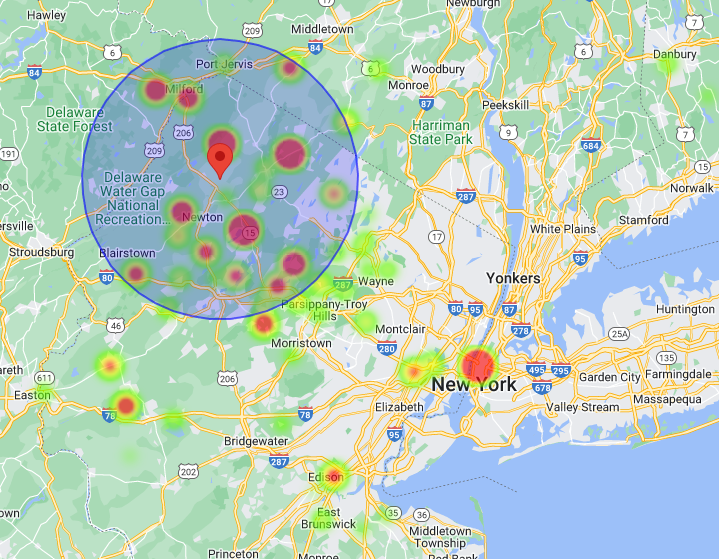 Hawley
209
Middletown
Newburgh
6
84
84
Port Jervis
6
Danbury
6
Woodbury
Milford
Monroe
87
7
Peekskill
Delaware
State Forest
Harriman
State Park
206
9
7
191
209
684
Delaware
Water Gap
National
Recreation...
23
287
Norwalk
Newton
Stamford
15
17
White Plains
Stroudsburg
Blairstown
95
80
287
Wayne
Yonkers
Parsippany-Troy
Hills
80
95
87
Huntington
46
Montclair
278
25A
Morristown
280
135
495
295
611
206
New York
Garden City
Farmingdale
678
Easton
Elizabeth
Valley Stream
Massapequa
78
78
95
Bridgewater
287
202
Edison
East
Brunswick
35
36
Middletown
Township
Princeton
Monroe